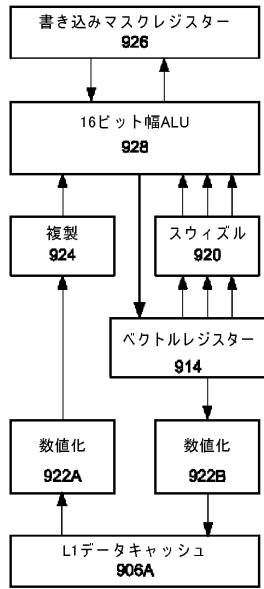 書き込みマスクレジスター
926
16ビット幅ALU
928
複製
924
スウィズル
920
ベクトルレジスター
914
数値化
922A
数値化
922B
L1データキャッシュ
906A